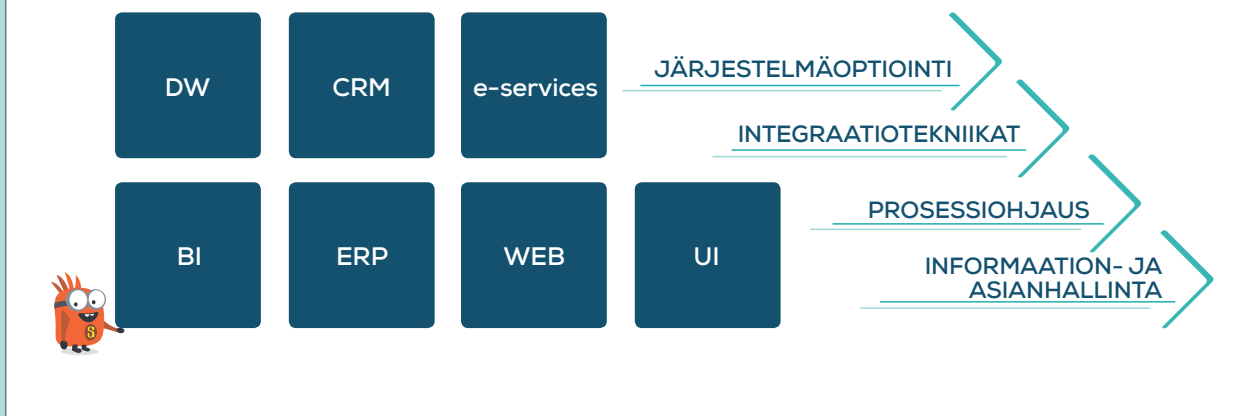 DW
CRM
e-services
JÄRJESTELMÄOPTIOINTI
INTEGRAATIOTEKNIIKAT
BI
ERP
WEB
UI
PROSESSIOHJAUS
INFORMAATION- JA
ASIANHALLINTA
S